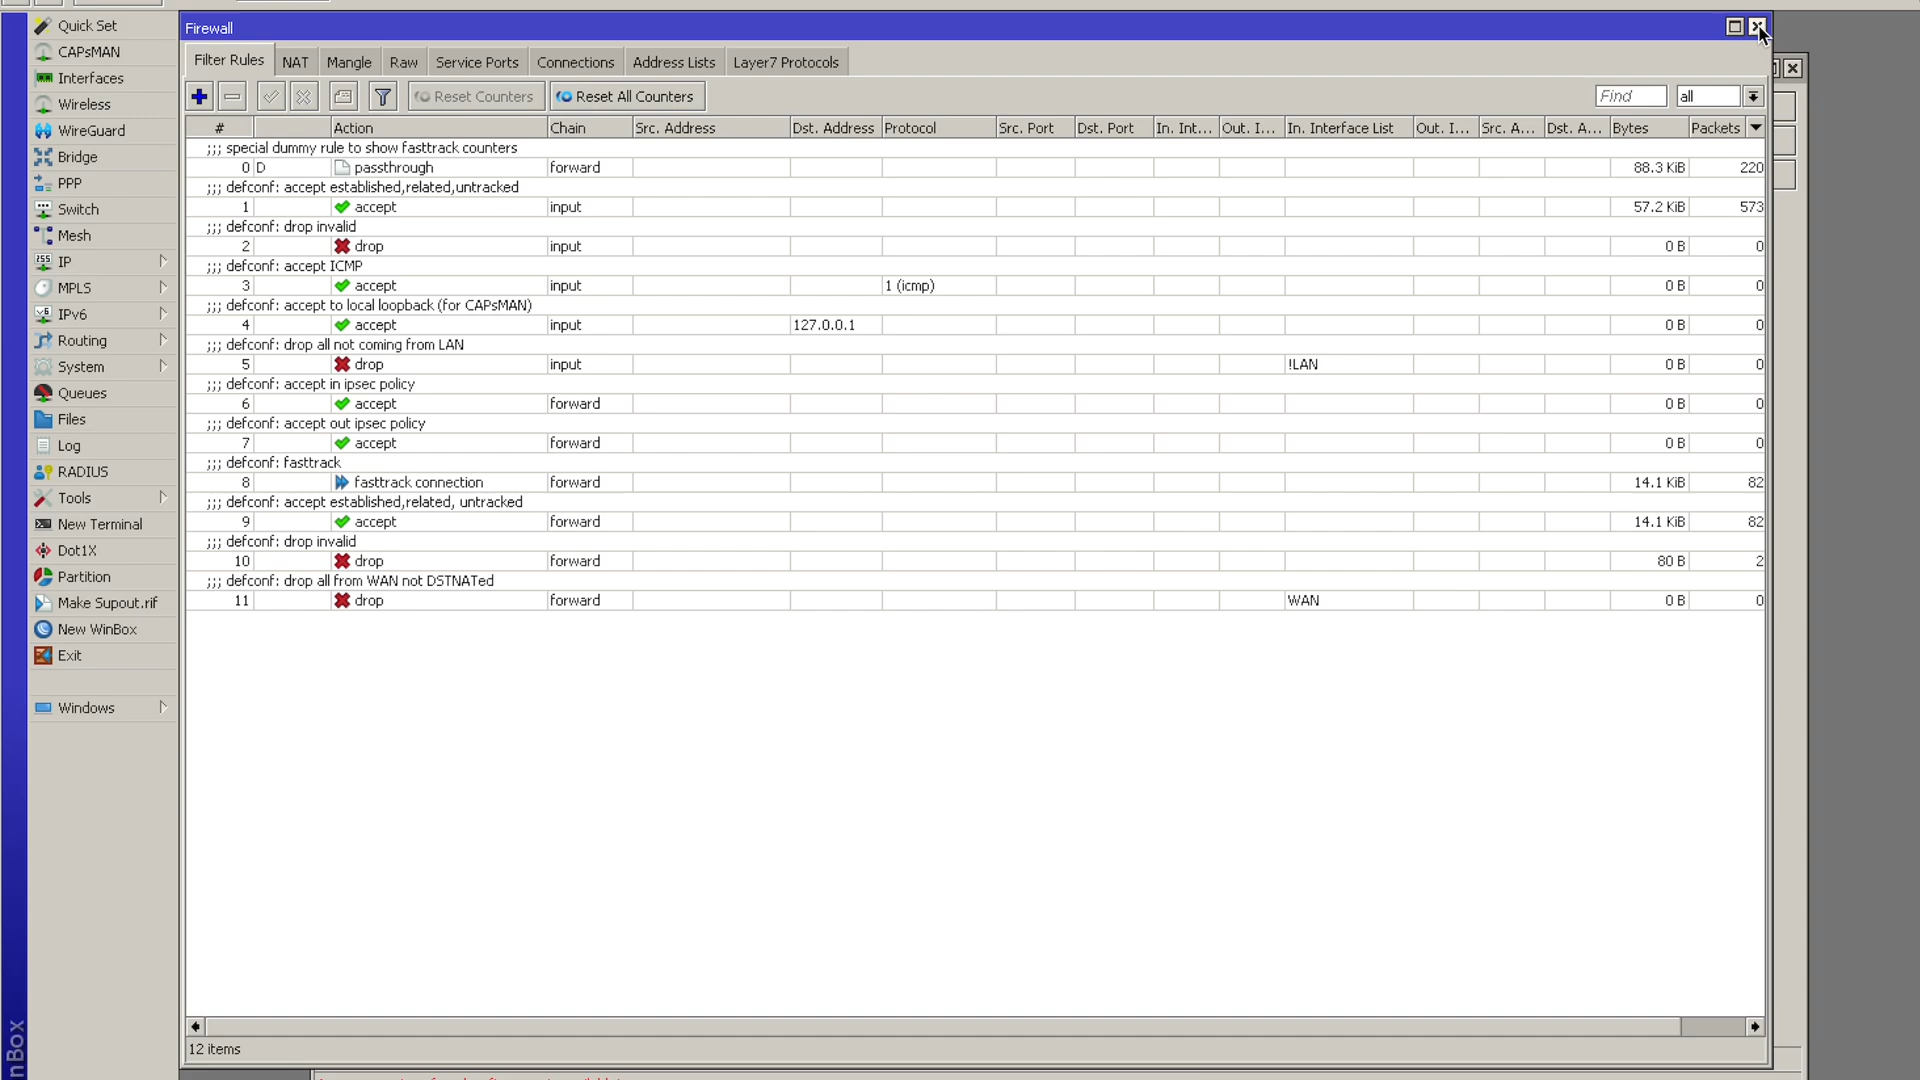 Firewall
Quick Set
CAPsMAN
Interfaces
Wireless
WireGuard
Bridge
PPP
Switch
Mesh
IP
MPLS
IPv6
Routing
System
Queues
Files
Log
RADIUS
Tools
New Terminal
Dot1X
Partition
Make Supout.rif
New WinBox
Exit
Windows
nBox
Filter Rules NAT Mangle Raw Service Ports Connections Address Lists Layer7 Protocols
Reset Counters Reset All Counters Find all
# Action Chain Src. Address Dst. Address Protocol Src. Port Dst. Port In. Int... Out. I... In. Interface List Out. I... Src. A... Dst. A... Bytes Packets
;;; special dummy rule to show fasttrack counters
0 D passthrough forward 88.3 KiB 220
;;; defconf: accept established,related,untracked
1 accept input 57.2 KiB 573
;;; defconf: drop invalid
2 drop input 0 B 0
;;; defconf: accept ICMP
3 accept input 1 (icmp) 0 B 0
;;; defconf: accept to local loopback (for CAPsMAN)
4 accept input 127.0.0.1 0 B 0
;;; defconf: drop all not coming from LAN
5 drop input !LAN 0 B 0
;;; defconf: accept in ipsec policy
6 accept forward 0 B 0
;;; defconf: accept out ipsec policy
7 accept forward 0 B 0
;;; defconf: fasttrack
8 fasttrack connection forward 14.1 KiB 82
;;; defconf: accept established,related, untracked
9 accept forward 14.1 KiB 82
;;; defconf: drop invalid
10 drop forward 80 B 2
;;; defconf: drop all from WAN not DSTNATed
11 drop forward WAN 0 B 0
12 items